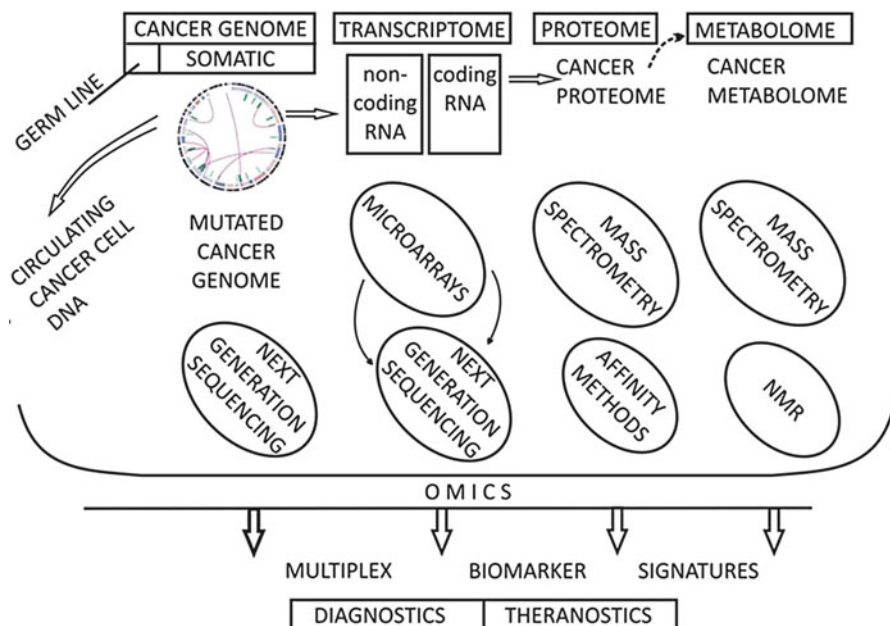 CANCER GENOME
SOMATIC
GERM LINE
TRANSCRIPTOME
non-
coding
RNA
coding
RNA
PROTEOME
CANCER
PROTEOME
METABOLOME
CANCER
METABOLOME
CIRCULATING
CANCER CELL
DNA
MUTATED
CANCER
GENOME
MICROARRAYS
MASS
SPECTROMETRY
MASS
SPECTROMETRY
NEXT
GENERATION
SEQUENCING
NEXT
GENERATION
SEQUENCING
AFFINITY
METHODS
NMR
OMICS
MULTIPLEX BIOMARKER SIGNATURES
DIAGNOSTICS THERANOSTICS